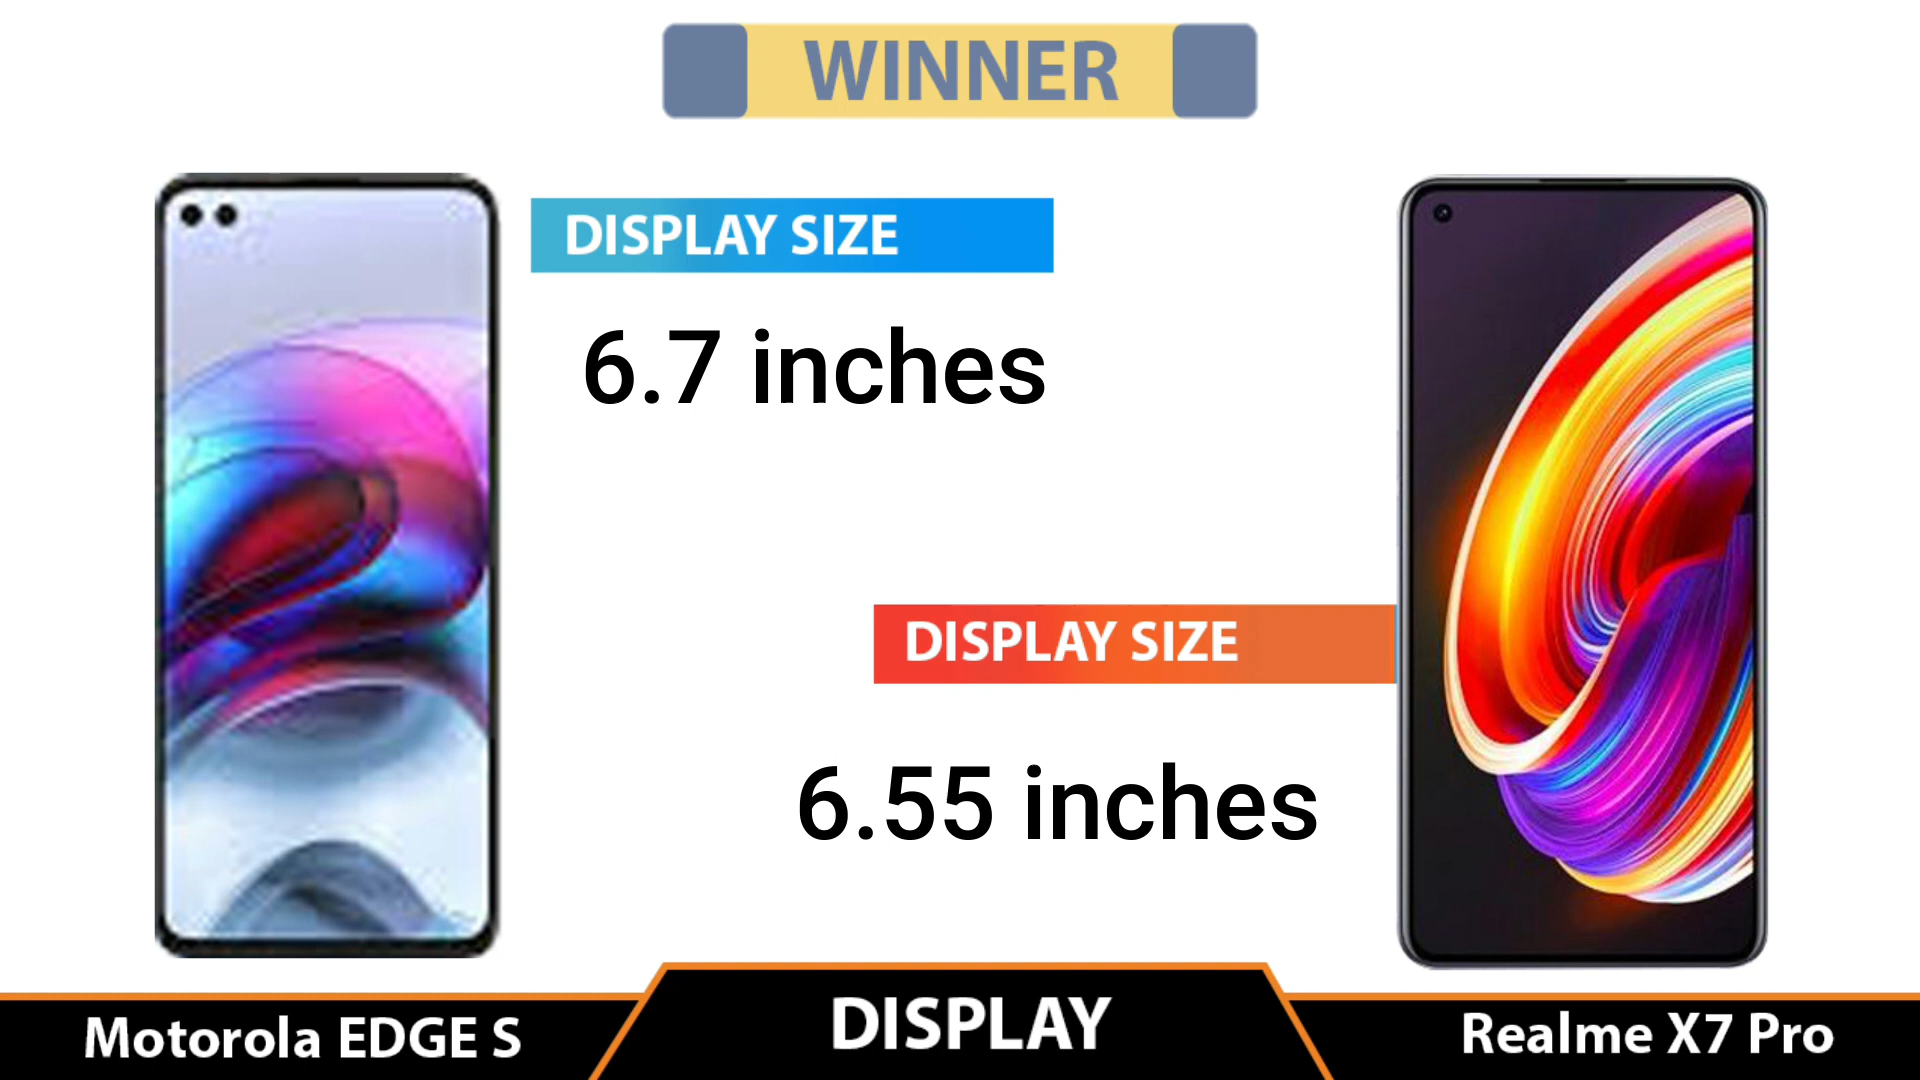 WINNER
DISPLAY SIZE
6.7 inches
DISPLAY SIZE
6.55 inches
Motorola EDGE S
DISPLAY
Realme X7 Pro